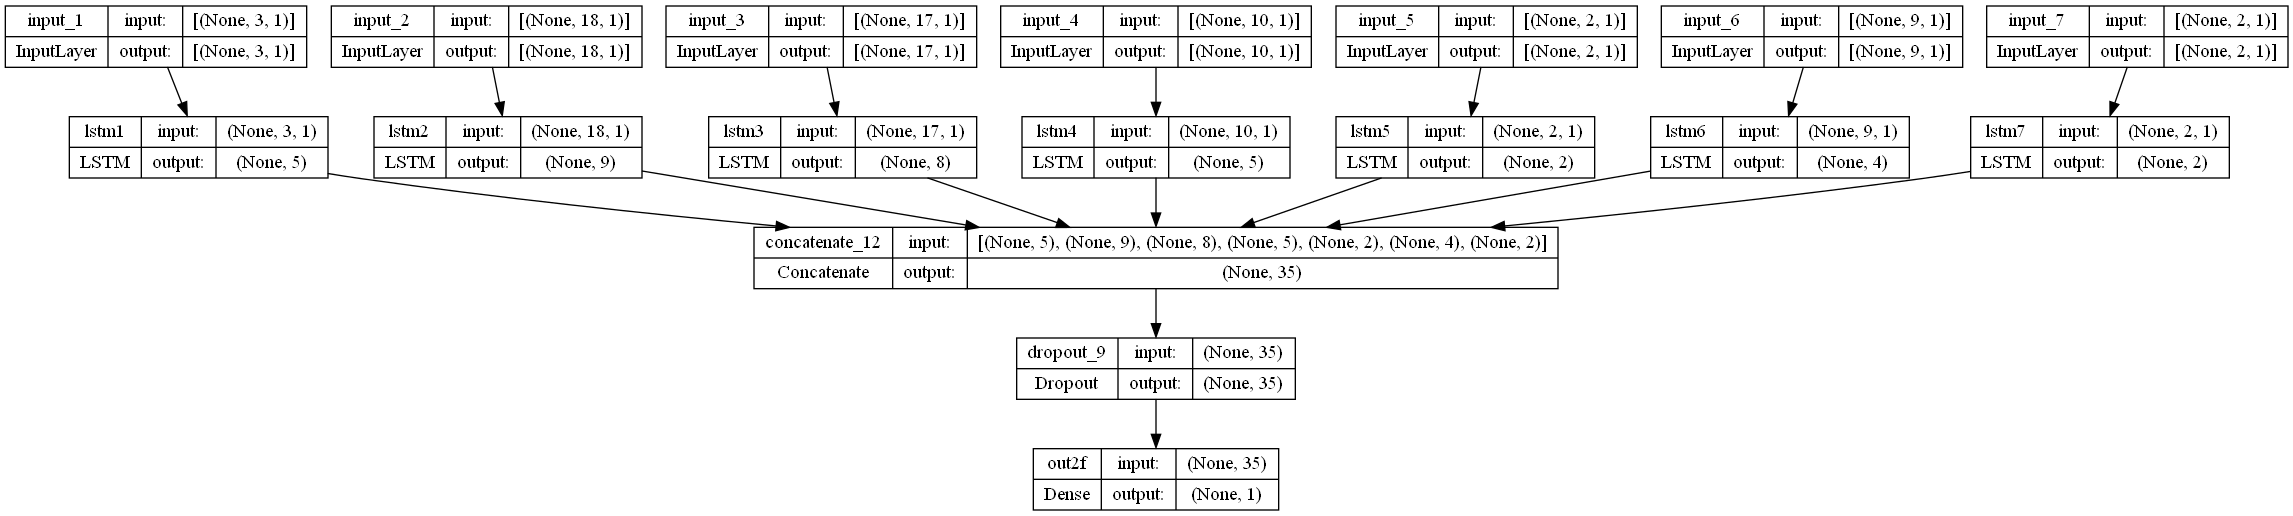 input_1 input: [(None, 3, 1)]
InputLayer output: [(None, 3, 1)]
input_2 input: [(None, 18, 1)]
InputLayer output: [(None, 18, 1)]
input_3 input: [(None, 17, 1)]
InputLayer output: [(None, 17, 1)]
input_4 input: [(None, 10, 1)]
InputLayer output: [(None, 10, 1)]
input_5 input: [(None, 2, 1)]
InputLayer output: [(None, 2, 1)]
input_6 input: [(None, 9, 1)]
InputLayer output: [(None, 9, 1)]
input_7 input: [(None, 2, 1)]
InputLayer output: [(None, 2, 1)]
lstm1 input: (None, 3, 1)
LSTM output: (None, 5)
lstm2 input: (None, 18, 1)
LSTM output: (None, 9)
lstm3 input: (None, 17, 1)
LSTM output: (None, 8)
lstm4 input: (None, 10, 1)
LSTM output: (None, 5)
lstm5 input: (None, 2, 1)
LSTM output: (None, 2)
lstm6 input: (None, 9, 1)
LSTM output: (None, 4)
lstm7 input: (None, 2, 1)
LSTM output: (None, 2)
concatenate_12 input: [(None, 5), (None, 9), (None, 8), (None, 5), (None, 2), (None, 4), (None, 2)]
Concatenate output: (None, 35)
dropout_9 input: (None, 35)
Dropout output: (None, 35)
out2f input: (None, 35)
Dense output: (None, 1)